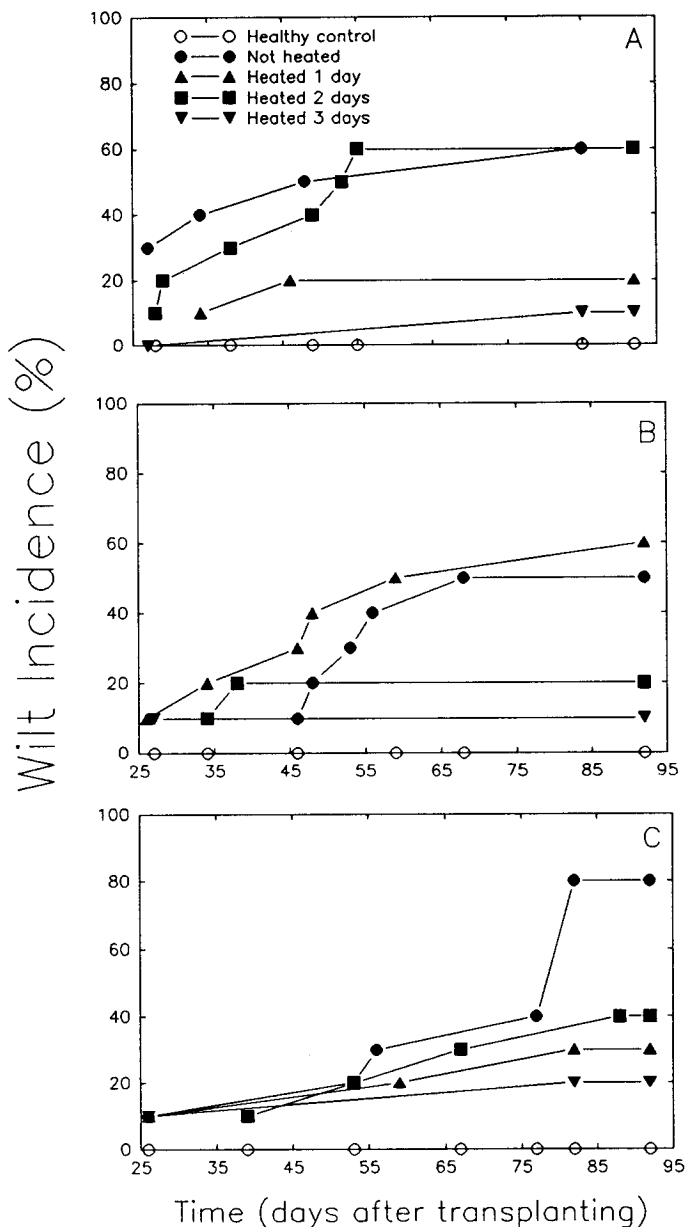 100
A
Healthy control
Not heated
Heated 1 day
Heated 2 days
Heated 3 days
80
60
40
20
0
Wilt Incidence (%)
100
B
80
60
40
20
0
25 35 45 55 65 75 85 95
100
C
80
60
40
20
0
25 35 45 55 65 75 85 95
Time (days after transplanting)